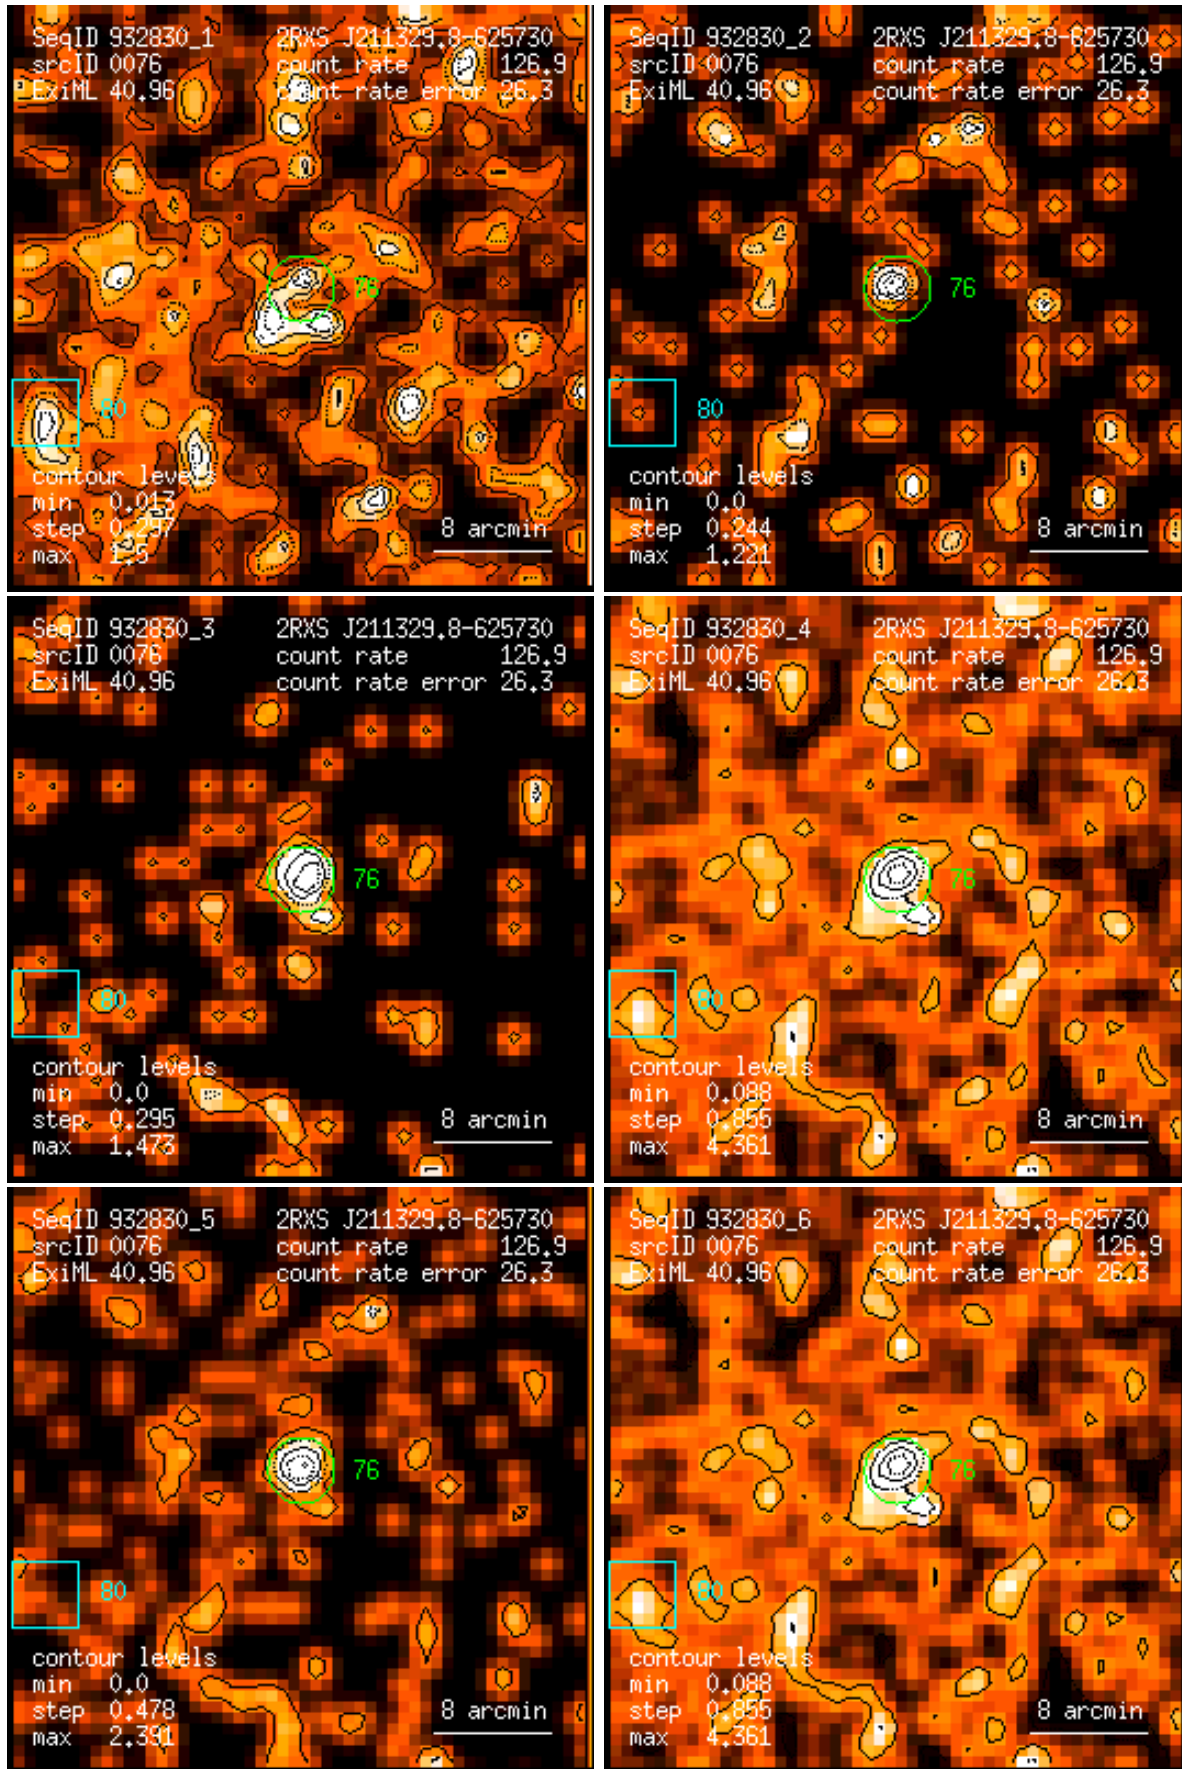 SeqID 932830_1 2RXS J211329.8-625730
srcID 0076 count rate 126.9
ExiML 40.96 count rate error 26.3
76
80
contour levels
min 0.013
step 0.297
max 1.5
8 arcmin
SeqID 932830_2 2RXS J211329.8-625730
srcID 0076 count rate 126.9
ExiML 40.96 count rate error 26.3
76
80
contour levels
min 0.0
step 0.244
max 1.221
8 arcmin
SeqID 932830_3 2RXS J211329.8-625730
srcID 0076 count rate 126.9
ExiML 40.96 count rate error 26.3
76
80
contour levels
min 0.0
step 0.295
max 1.473
8 arcmin
SeqID 932830_4 2RXS J211329.8-625730
srcID 0076 count rate 126.9
ExiML 40.96 count rate error 26.3
76
80
contour levels
min 0.088
step 0.855
max 4.361
8 arcmin
SeqID 932830_5 2RXS J211329.8-625730
srcID 0076 count rate 126.9
ExiML 40.96 count rate error 26.3
76
80
contour levels
min 0.0
step 0.478
max 2.391
8 arcmin
SeqID 932830_6 2RXS J211329.8-625730
srcID 0076 count rate 126.9
ExiML 40.96 count rate error 26.3
76
80
contour levels
min 0.088
step 0.855
max 4.361
8 arcmin